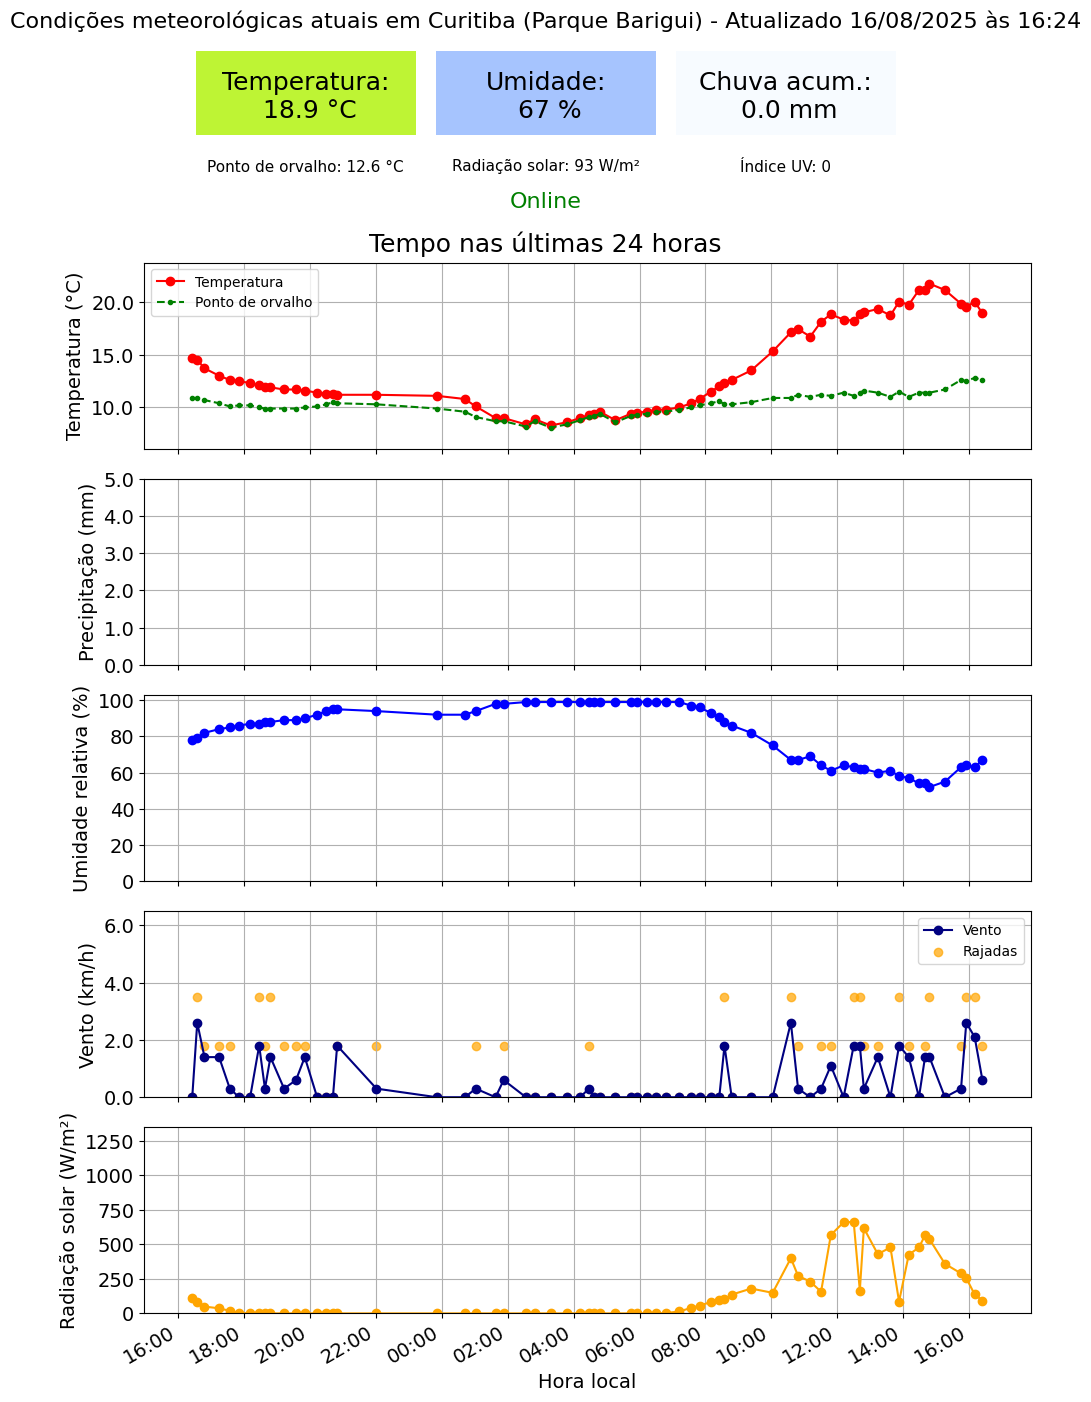 Condições meteorológicas atuais em Curitiba (Parque Barigui) - Atualizado 16/08/2025 às 16:24
Temperatura:
18.9 °C
Umidade:
67 %
Chuva acum.:
0.0 mm
Ponto de orvalho: 12.6 °C
Radiação solar: 93 W/m²
Índice UV: 0
Online
Tempo nas últimas 24 horas
Temperatura (°C)
20.0
15.0
10.0
Temperatura
Ponto de orvalho
Precipitação (mm)
5.0
4.0
3.0
2.0
1.0
0.0
Umidade relativa (%)
100
80
60
40
20
0
Vento (km/h)
6.0
4.0
2.0
0.0
Vento
Rajadas
Radiação solar (W/m²)
1250
1000
750
500
250
0
16:00 18:00 20:00 22:00 00:00 02:00 04:00 06:00 08:00 10:00 12:00 14:00 16:00
Hora local